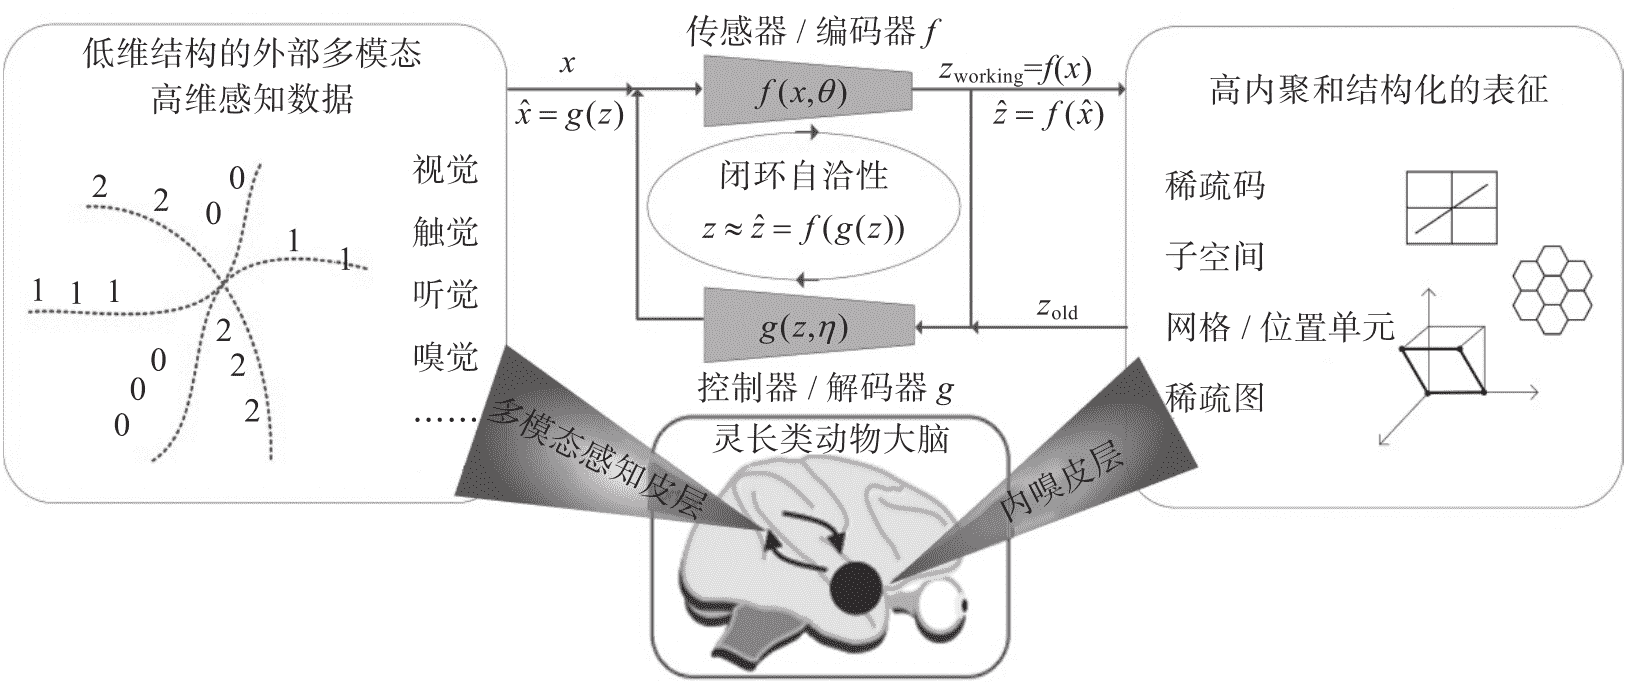 低维结构的外部多模态
高维感知数据
2
2
0
0
1
1
1 1 1
2
2
2
0
0
0
视觉
触觉
听觉
嗅觉
……
x
x̂ = g(z)
传感器 / 编码器 f
f(x,θ)
z_working=f(x)
ẑ = f(x̂)
闭环自洽性
z ≈ ẑ = f(g(z))
g(z,η)
z_old
控制器 / 解码器 g
高内聚和结构化的表征
稀疏码
子空间
网格 / 位置单元
稀疏图
多模态感知皮层
灵长类动物大脑
内嗅皮层